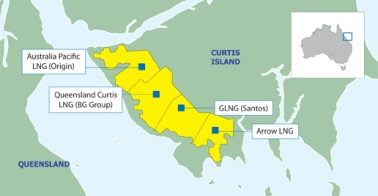 CURTIS
ISLAND
Australia Pacific
LNG (Origin)
Queensland Curtis
LNG (BG Group)
GLNG (Santos)
Arrow LNG
QUEENSLAND